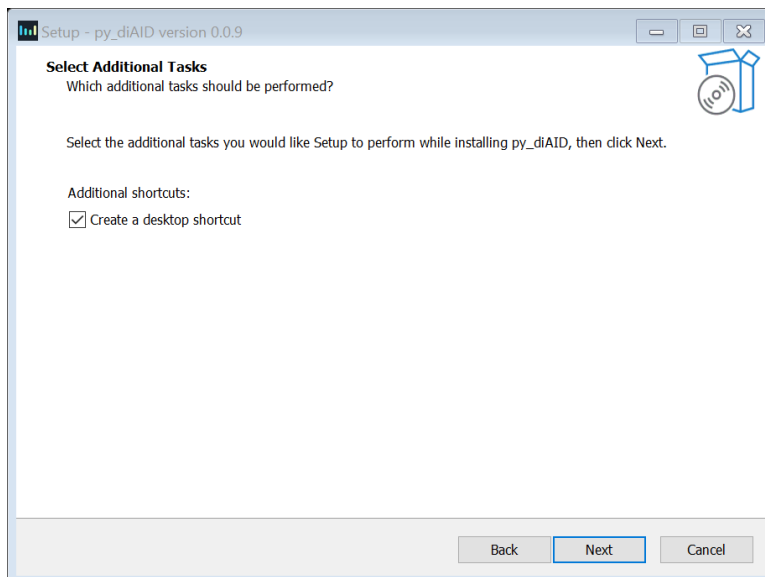 Setup - py_diAID version 0.0.9
Select Additional Tasks
Which additional tasks should be performed?
Select the additional tasks you would like Setup to perform while installing py_diAID, then click Next.
Additional shortcuts:
Create a desktop shortcut
Back Next Cancel